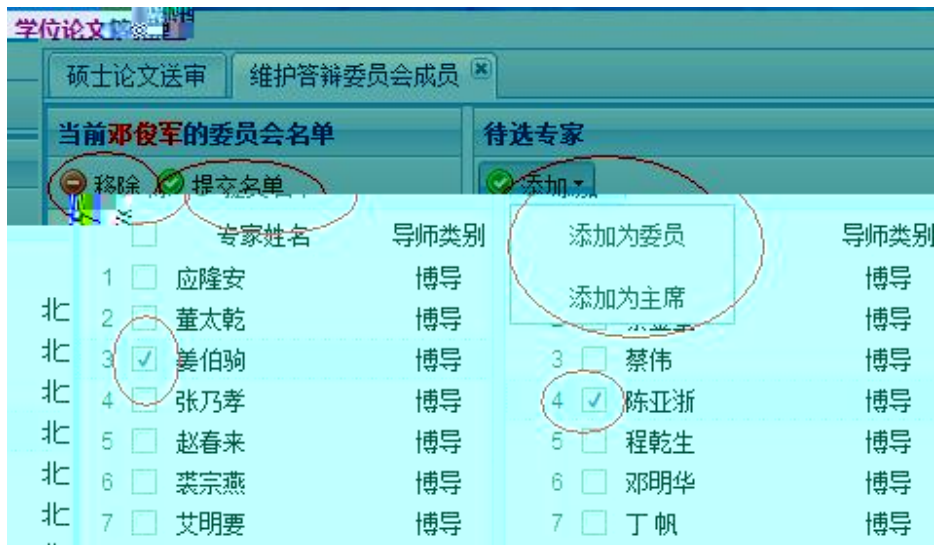 学位论文
硕士论文送审 维护答辩委员会成员
当前邓俊军的委员会名单 待选专家
移除 提交名单 添加
专家姓名 导师类别 添加为委员 导师类别
1 应隆安 博导 博导
添加为主席
北 2 董太乾 博导 博导
北 3 姜伯驹 博导 3 蔡伟 博导
北 4 张乃孝 博导 4 陈亚浙 博导
北 5 赵春来 博导 5 程乾生 博导
北 6 裘宗燕 博导 6 邓明华 博导
北 7 艾明要 博导 7 丁帆 博导